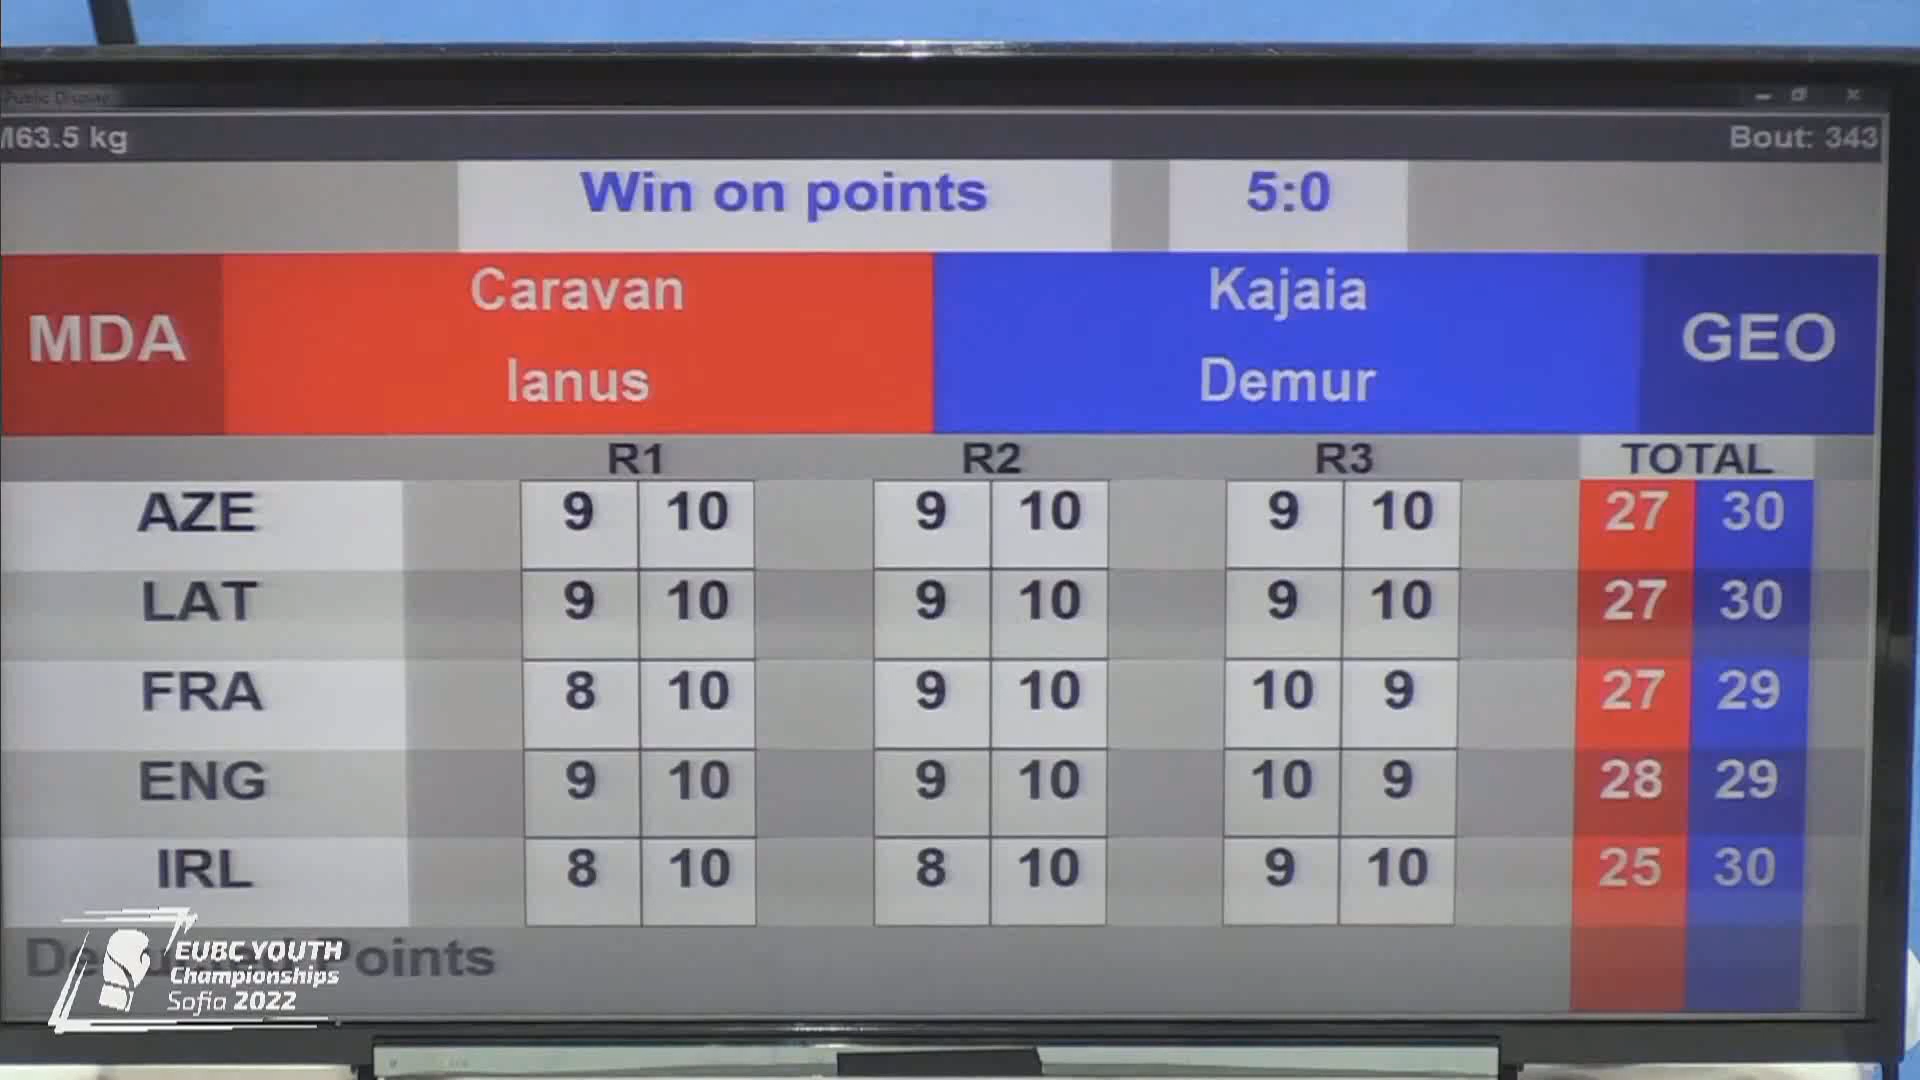 Public Display
M63.5 kg
Bout: 343
Win on points 5:0
MDA
Caravan
Ianus
Kajaia
Demur
GEO
R1 R2 R3 TOTAL
AZE 9 10 9 10 9 10 27 30
LAT 9 10 9 10 9 10 27 30
FRA 8 10 9 10 10 9 27 29
ENG 9 10 9 10 10 9 28 29
IRL 8 10 8 10 9 10 25 30
Points
EUBC YOUTH
Championships
Sofia 2022